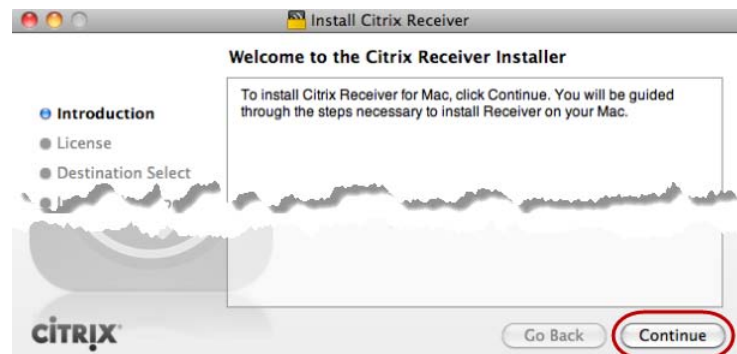 Install Citrix Receiver
Welcome to the Citrix Receiver Installer
To install Citrix Receiver for Mac, click Continue. You will be guided
through the steps necessary to install Receiver on your Mac.
Introduction
License
Destination Select
CİTRIX
Go Back
Continue